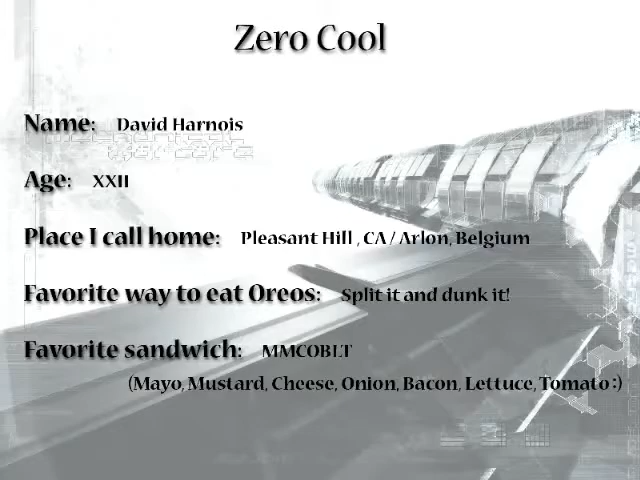 Zero Cool
Name: David Harnois
Age: XXII
Place I call home: Pleasant Hill , CA / Arlon, Belgium
Favorite way to eat Oreos: Split it and dunk it!
Favorite sandwich: MMCOBLT
(Mayo, Mustard, Cheese, Onion, Bacon, Lettuce, Tomato:)